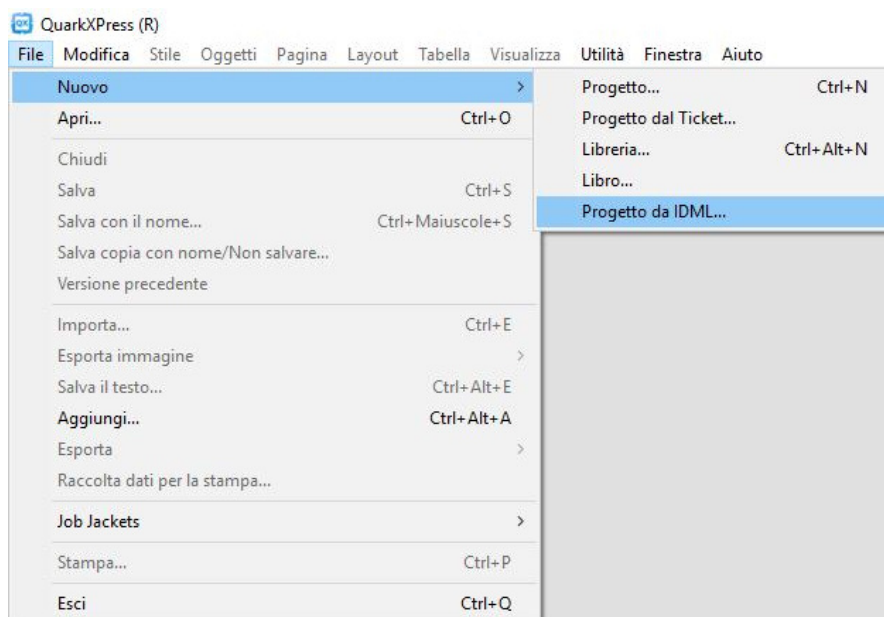 QuarkXPress (R)
File Modifica Stile Oggetti Pagina Layout Tabella Visualizza Utilità Finestra Aiuto
Nuovo
Apri... Ctrl+O
Chiudi
Salva Ctrl+S
Salva con il nome... Ctrl+Maiuscole+S
Salva copia con nome/Non salvare...
Versione precedente
Importa... Ctrl+E
Esporta immagine
Salva il testo... Ctrl+Alt+E
Aggiungi... Ctrl+Alt+A
Esporta
Raccolta dati per la stampa...
Job Jackets
Stampa... Ctrl+P
Esci Ctrl+Q
Progetto... Ctrl+N
Progetto dal Ticket...
Libreria... Ctrl+Alt+N
Libro...
Progetto da IDML...